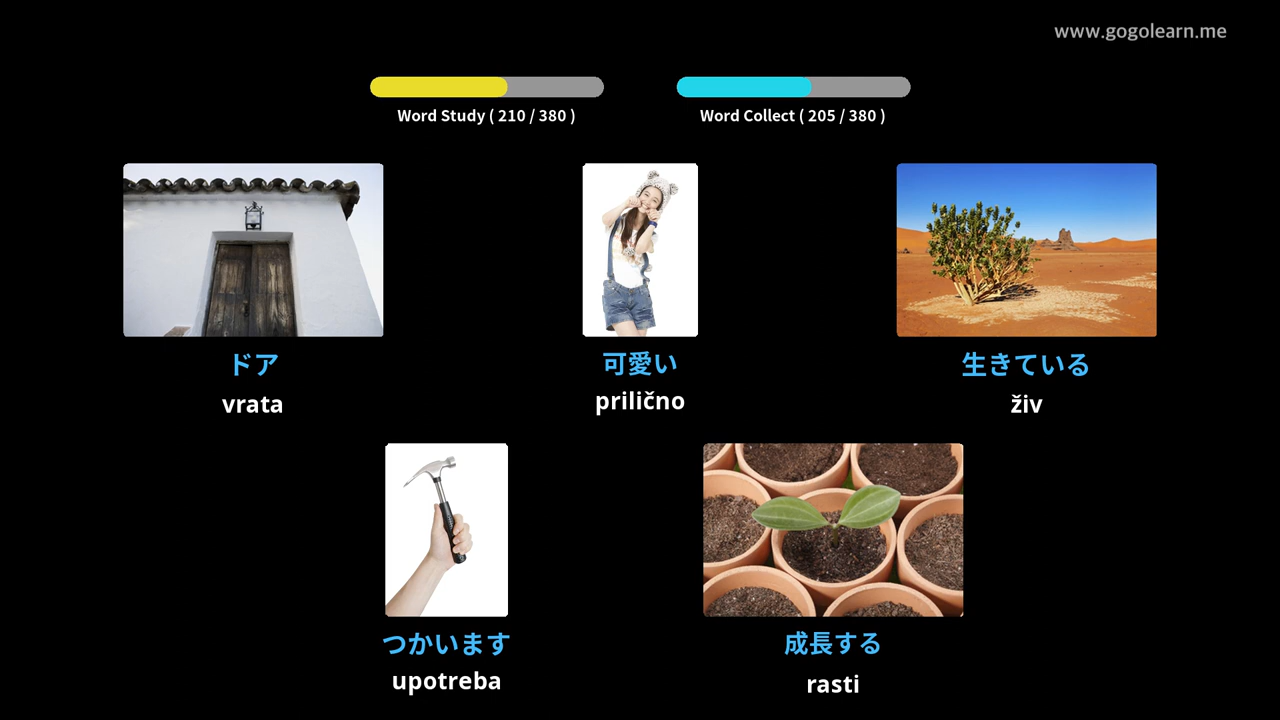 www.gogolearn.me
Word Study ( 210 / 380 )
Word Collect ( 205 / 380 )
ドア
vrata
可愛い
prilično
生きている
živ
つかいます
upotreba
成長する
rasti